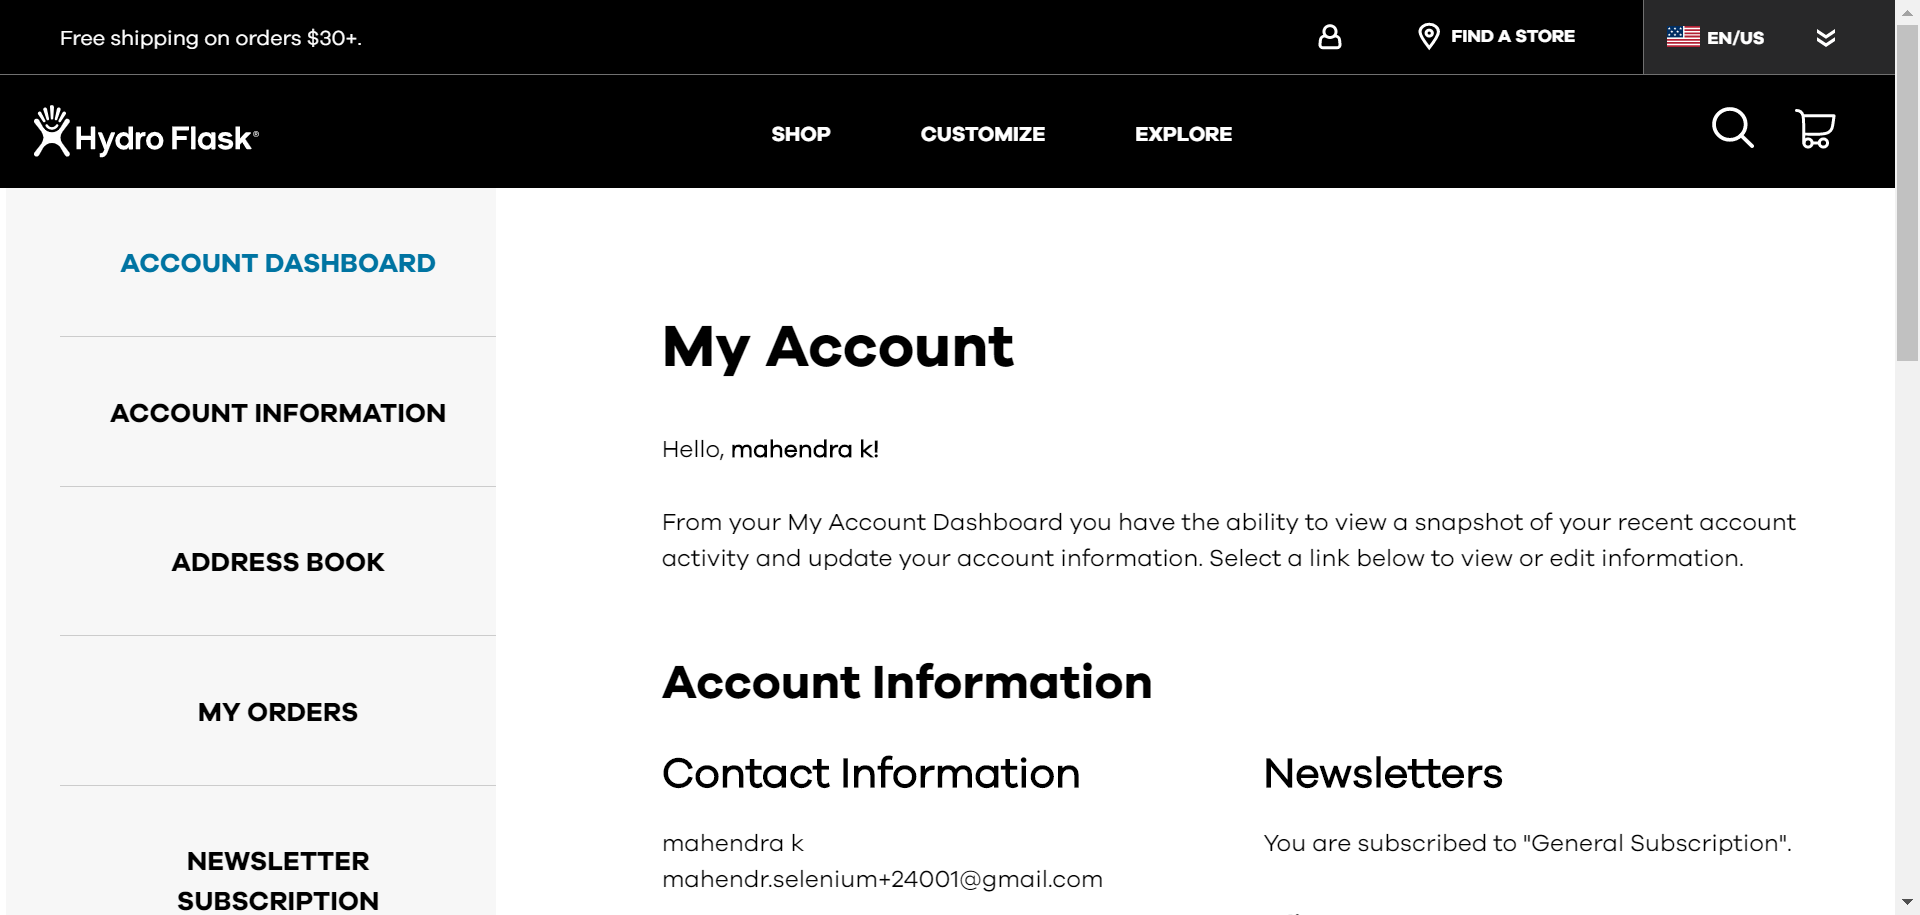 Free shipping on orders $30+.
FIND A STORE
EN/US
Hydro Flask®
SHOP
CUSTOMIZE
EXPLORE
ACCOUNT DASHBOARD
ACCOUNT INFORMATION
ADDRESS BOOK
MY ORDERS
NEWSLETTER
SUBSCRIPTION
My Account
Hello, mahendra k!
From your My Account Dashboard you have the ability to view a snapshot of your recent account
activity and update your account information. Select a link below to view or edit information.
Account Information
Contact Information
mahendra k
mahendr.selenium+24001@gmail.com
Newsletters
You are subscribed to "General Subscription".